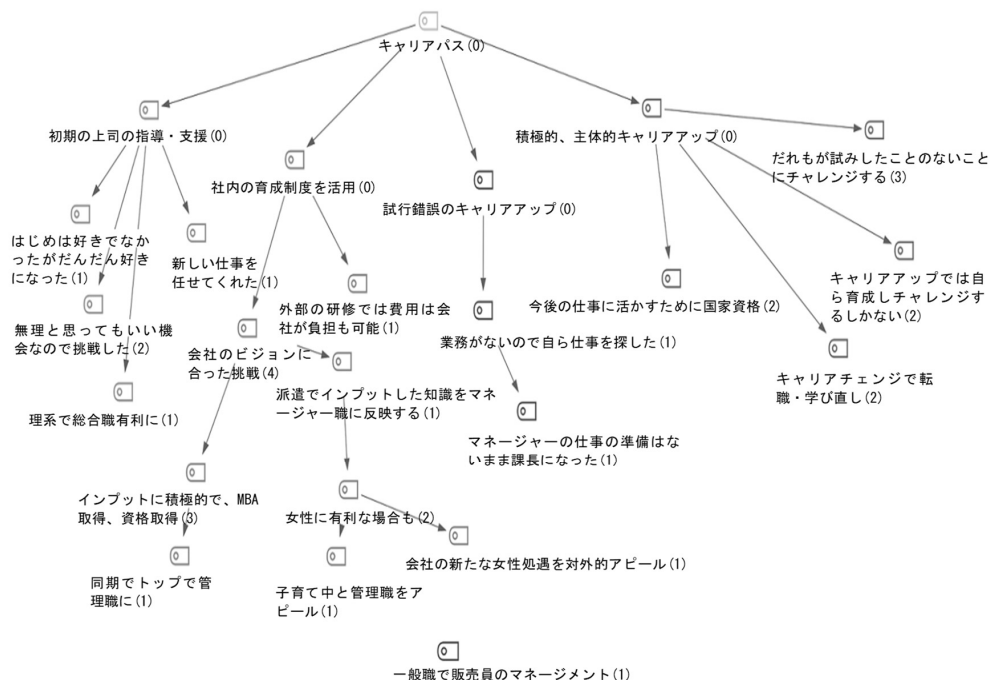 キャリアパス(0)
初期の上司の指導・支援(0)
積極的、主体的キャリアアップ(0)
だれもが試みしたことのないこと
にチャレンジする(3)
社内の育成制度を活用(0)
試行錯誤のキャリアアップ(0)
はじめは好きでなか
ったがだんだん好き
になった(1)
新しい仕事を
任せてくれた(1)
キャリアアップでは自
ら育成しチャレンジす
るしかない(2)
外部の研修では費用は会
社が負担も可能(1)
今後の仕事に活かすために国家資格(2)
無理と思ってもいい機
会なので挑戦した(2)
会社のビジョンに
合った挑戦(4)
業務がないので自ら仕事を探した(1)
キャリアチェンジで転
職・学び直し(2)
理系で総合職有利に(1)
派遣でインプットした知識をマネ
ージャー職に反映する(1)
マネージャーの仕事の準備はな
いまま課長になった(1)
インプットに積極的で、MBA
取得、資格取得(3)
女性に有利な場合も(2)
会社の新たな女性処遇を対外的アピール(1)
同期でトップで管
理職に(1)
子育て中と管理職をア
ピール(1)
一般職で販売員のマネージメント(1)